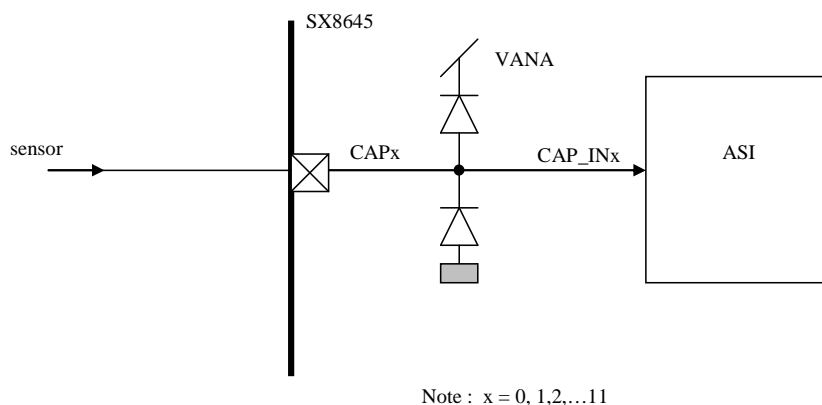 SX8645
VANA
sensor
CAPx
CAP_INx
ASI
Note : x = 0, 1,2,…11